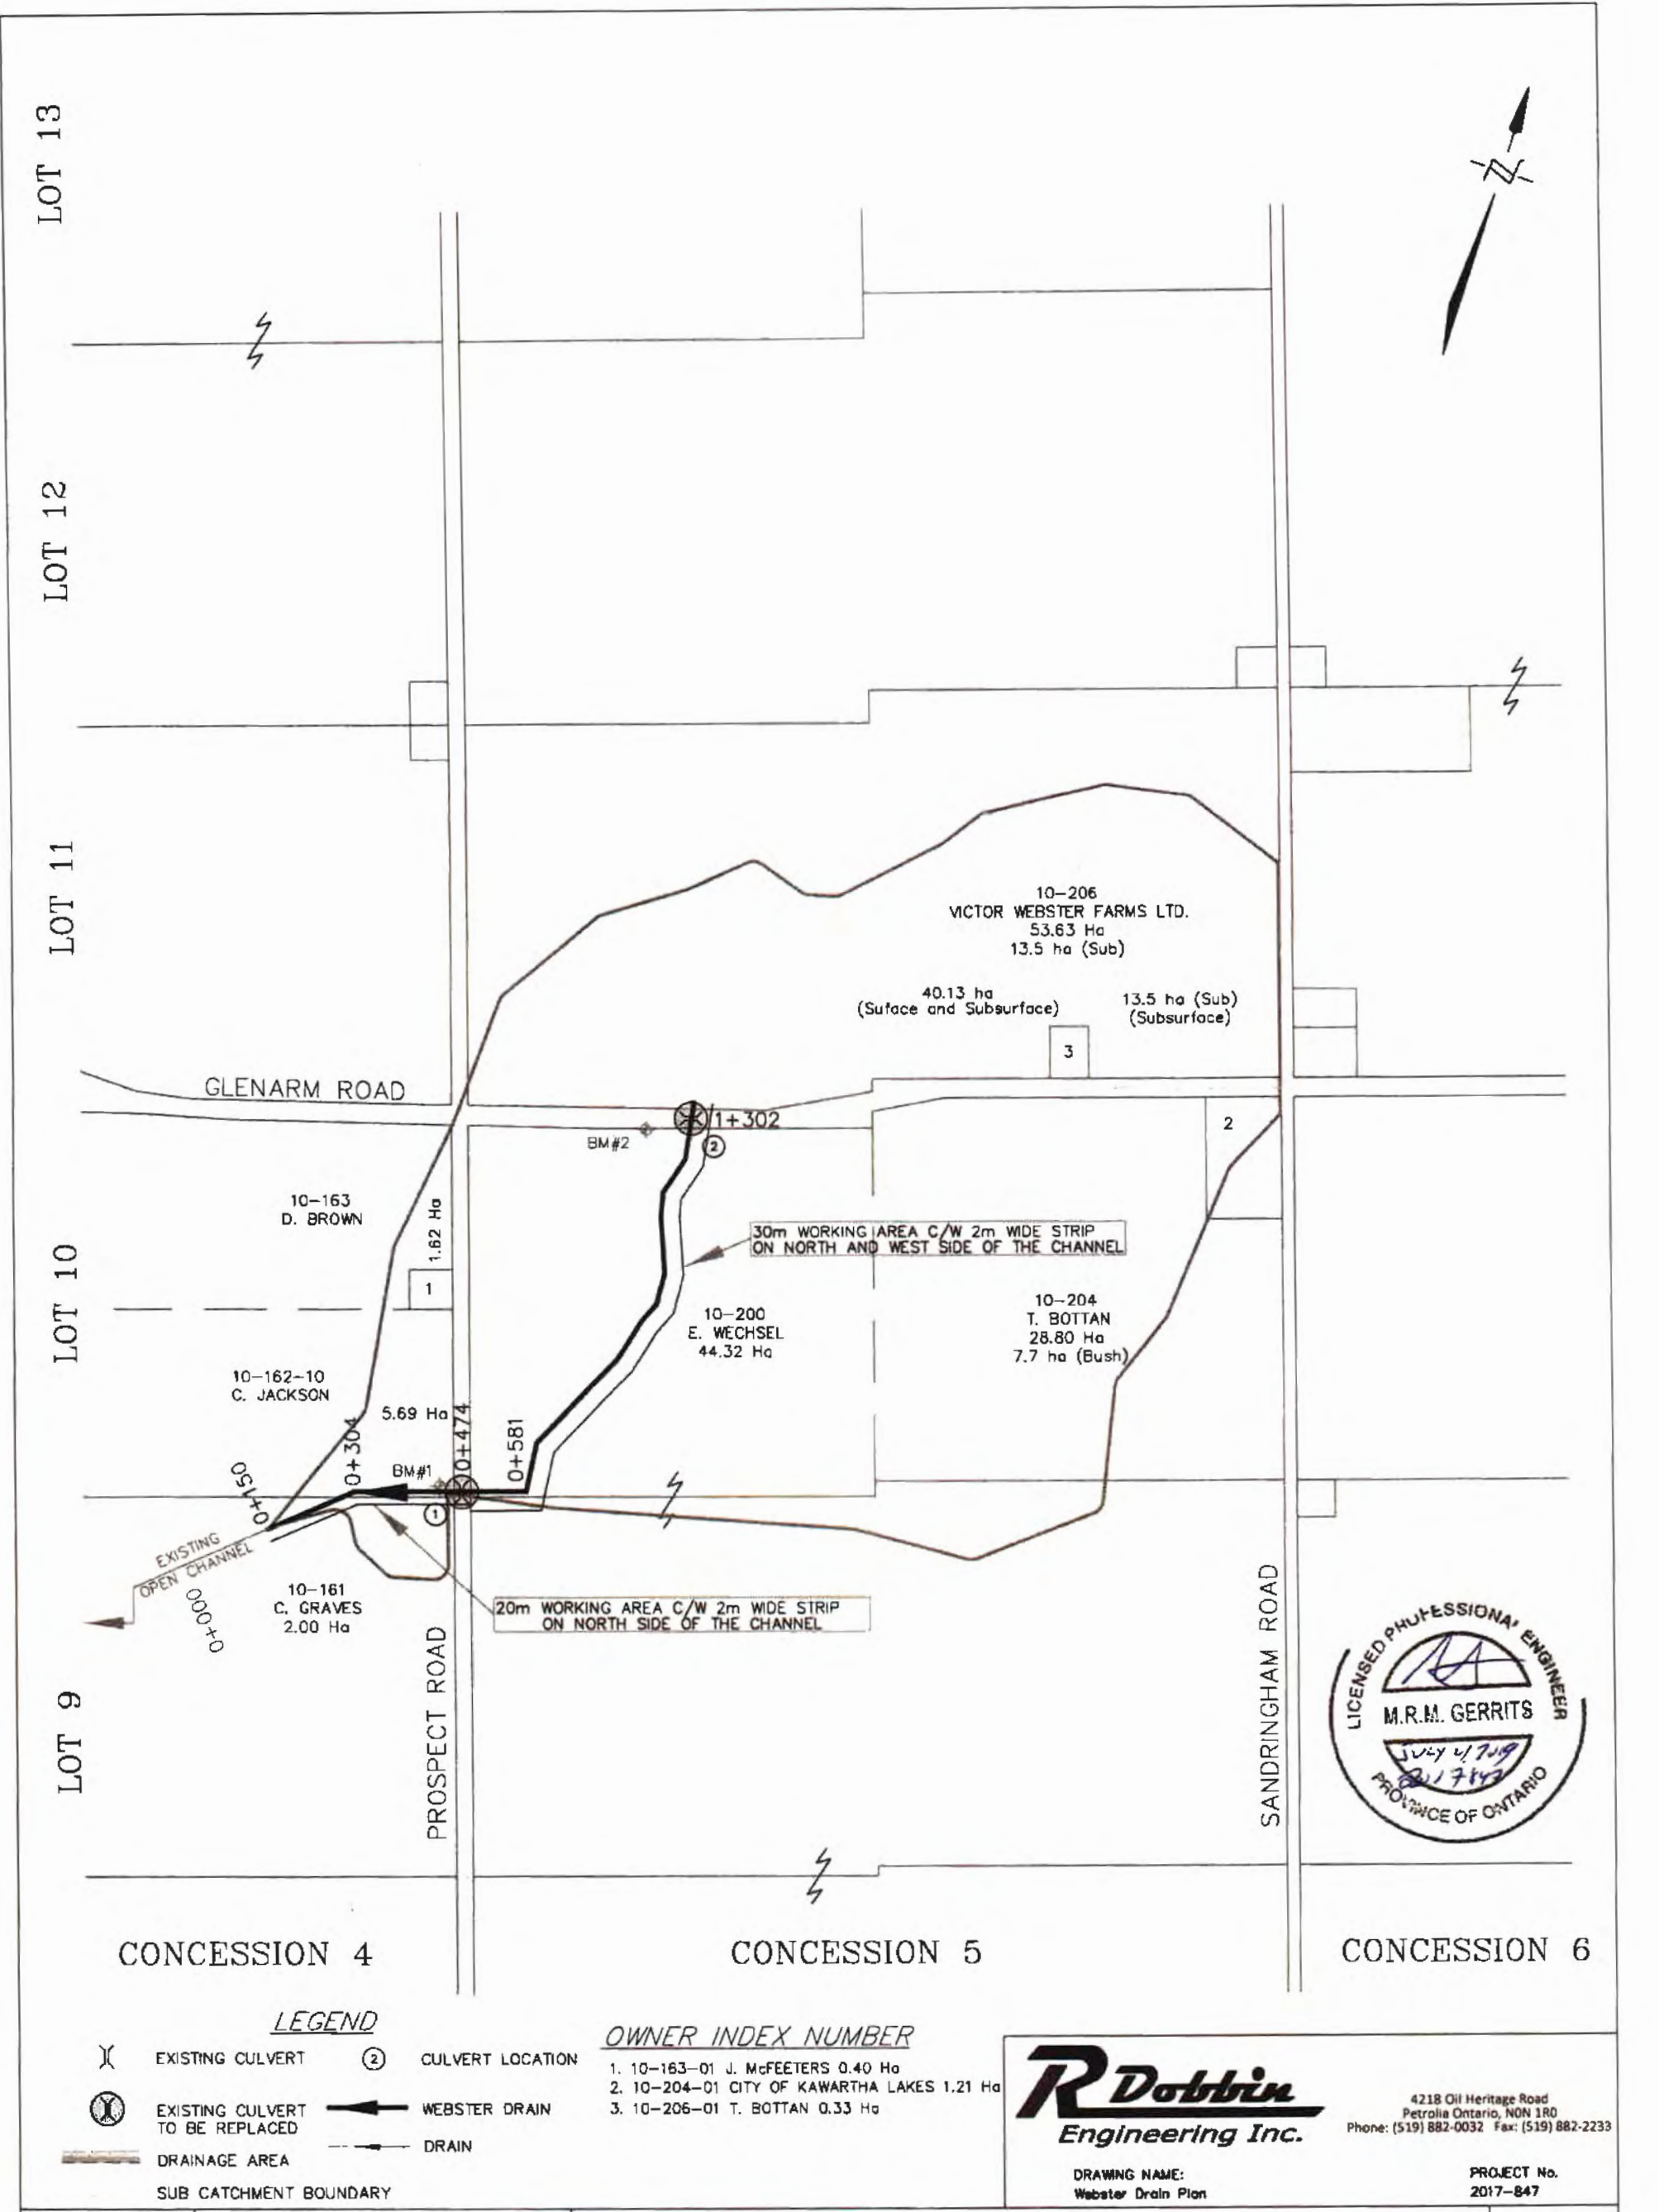 LOT 13
LOT 12
LOT 11
10-206
VICTOR WEBSTER FARMS LTD.
53.63 Ha
13.5 ha (Sub)
40.13 ha
(Suface and Subsurface)
13.5 ha (Sub)
(Subsurface)
3
GLENARM ROAD
1+302
BM#2
2
2
10-163
D. BROWN
1.62 Ha
1
30m WORKING AREA C/W 2m WIDE STRIP
ON NORTH AND WEST SIDE OF THE CHANNEL
LOT 10
10-200
E. WECHSEL
44.32 Ha
10-204
T. BOTTAN
28.80 Ha
7.7 ha (Bush)
10-162-10
C. JACKSON
5.69 Ha
0+150
0+304
BM#1
0+474
0+581
1
EXISTING
OPEN CHANNEL
0+000
10-161
C. GRAVES
2.00 Ha
20m WORKING AREA C/W 2m WIDE STRIP
ON NORTH SIDE OF THE CHANNEL
LOT 9
PROSPECT ROAD
SANDRINGHAM ROAD
LICENSED PROFESSIONAL ENGINEER
M.R.M. GERRITS
PROVINCE OF ONTARIO
CONCESSION 4
CONCESSION 5
CONCESSION 6
LEGEND
EXISTING CULVERT
2
CULVERT LOCATION
EXISTING CULVERT
TO BE REPLACED
WEBSTER DRAIN
DRAIN
DRAINAGE AREA
SUB CATCHMENT BOUNDARY
OWNER INDEX NUMBER
1. 10-163-01 J. McFEETERS 0.40 Ha
2. 10-204-01 CITY OF KAWARTHA LAKES 1.21 Ha
3. 10-206-01 T. BOTTAN 0.33 Ha
R Dobbin
Engineering Inc.
4218 Oil Heritage Road
Petrolia Ontario, N0N 1R0
Phone: (519) 882-0032 Fax: (519) 882-2233
DRAWING NAME:
Webster Drain Plan
PROJECT No.
2017-847